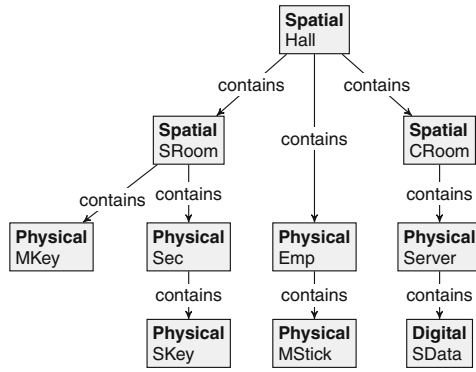 Spatial
Hall
contains
contains
contains
Spatial
SRoom
Spatial
CRoom
contains
contains
contains
Physical
MKey
Physical
Sec
Physical
Emp
Physical
Server
contains
contains
contains
Physical
SKey
Physical
MStick
Digital
SData